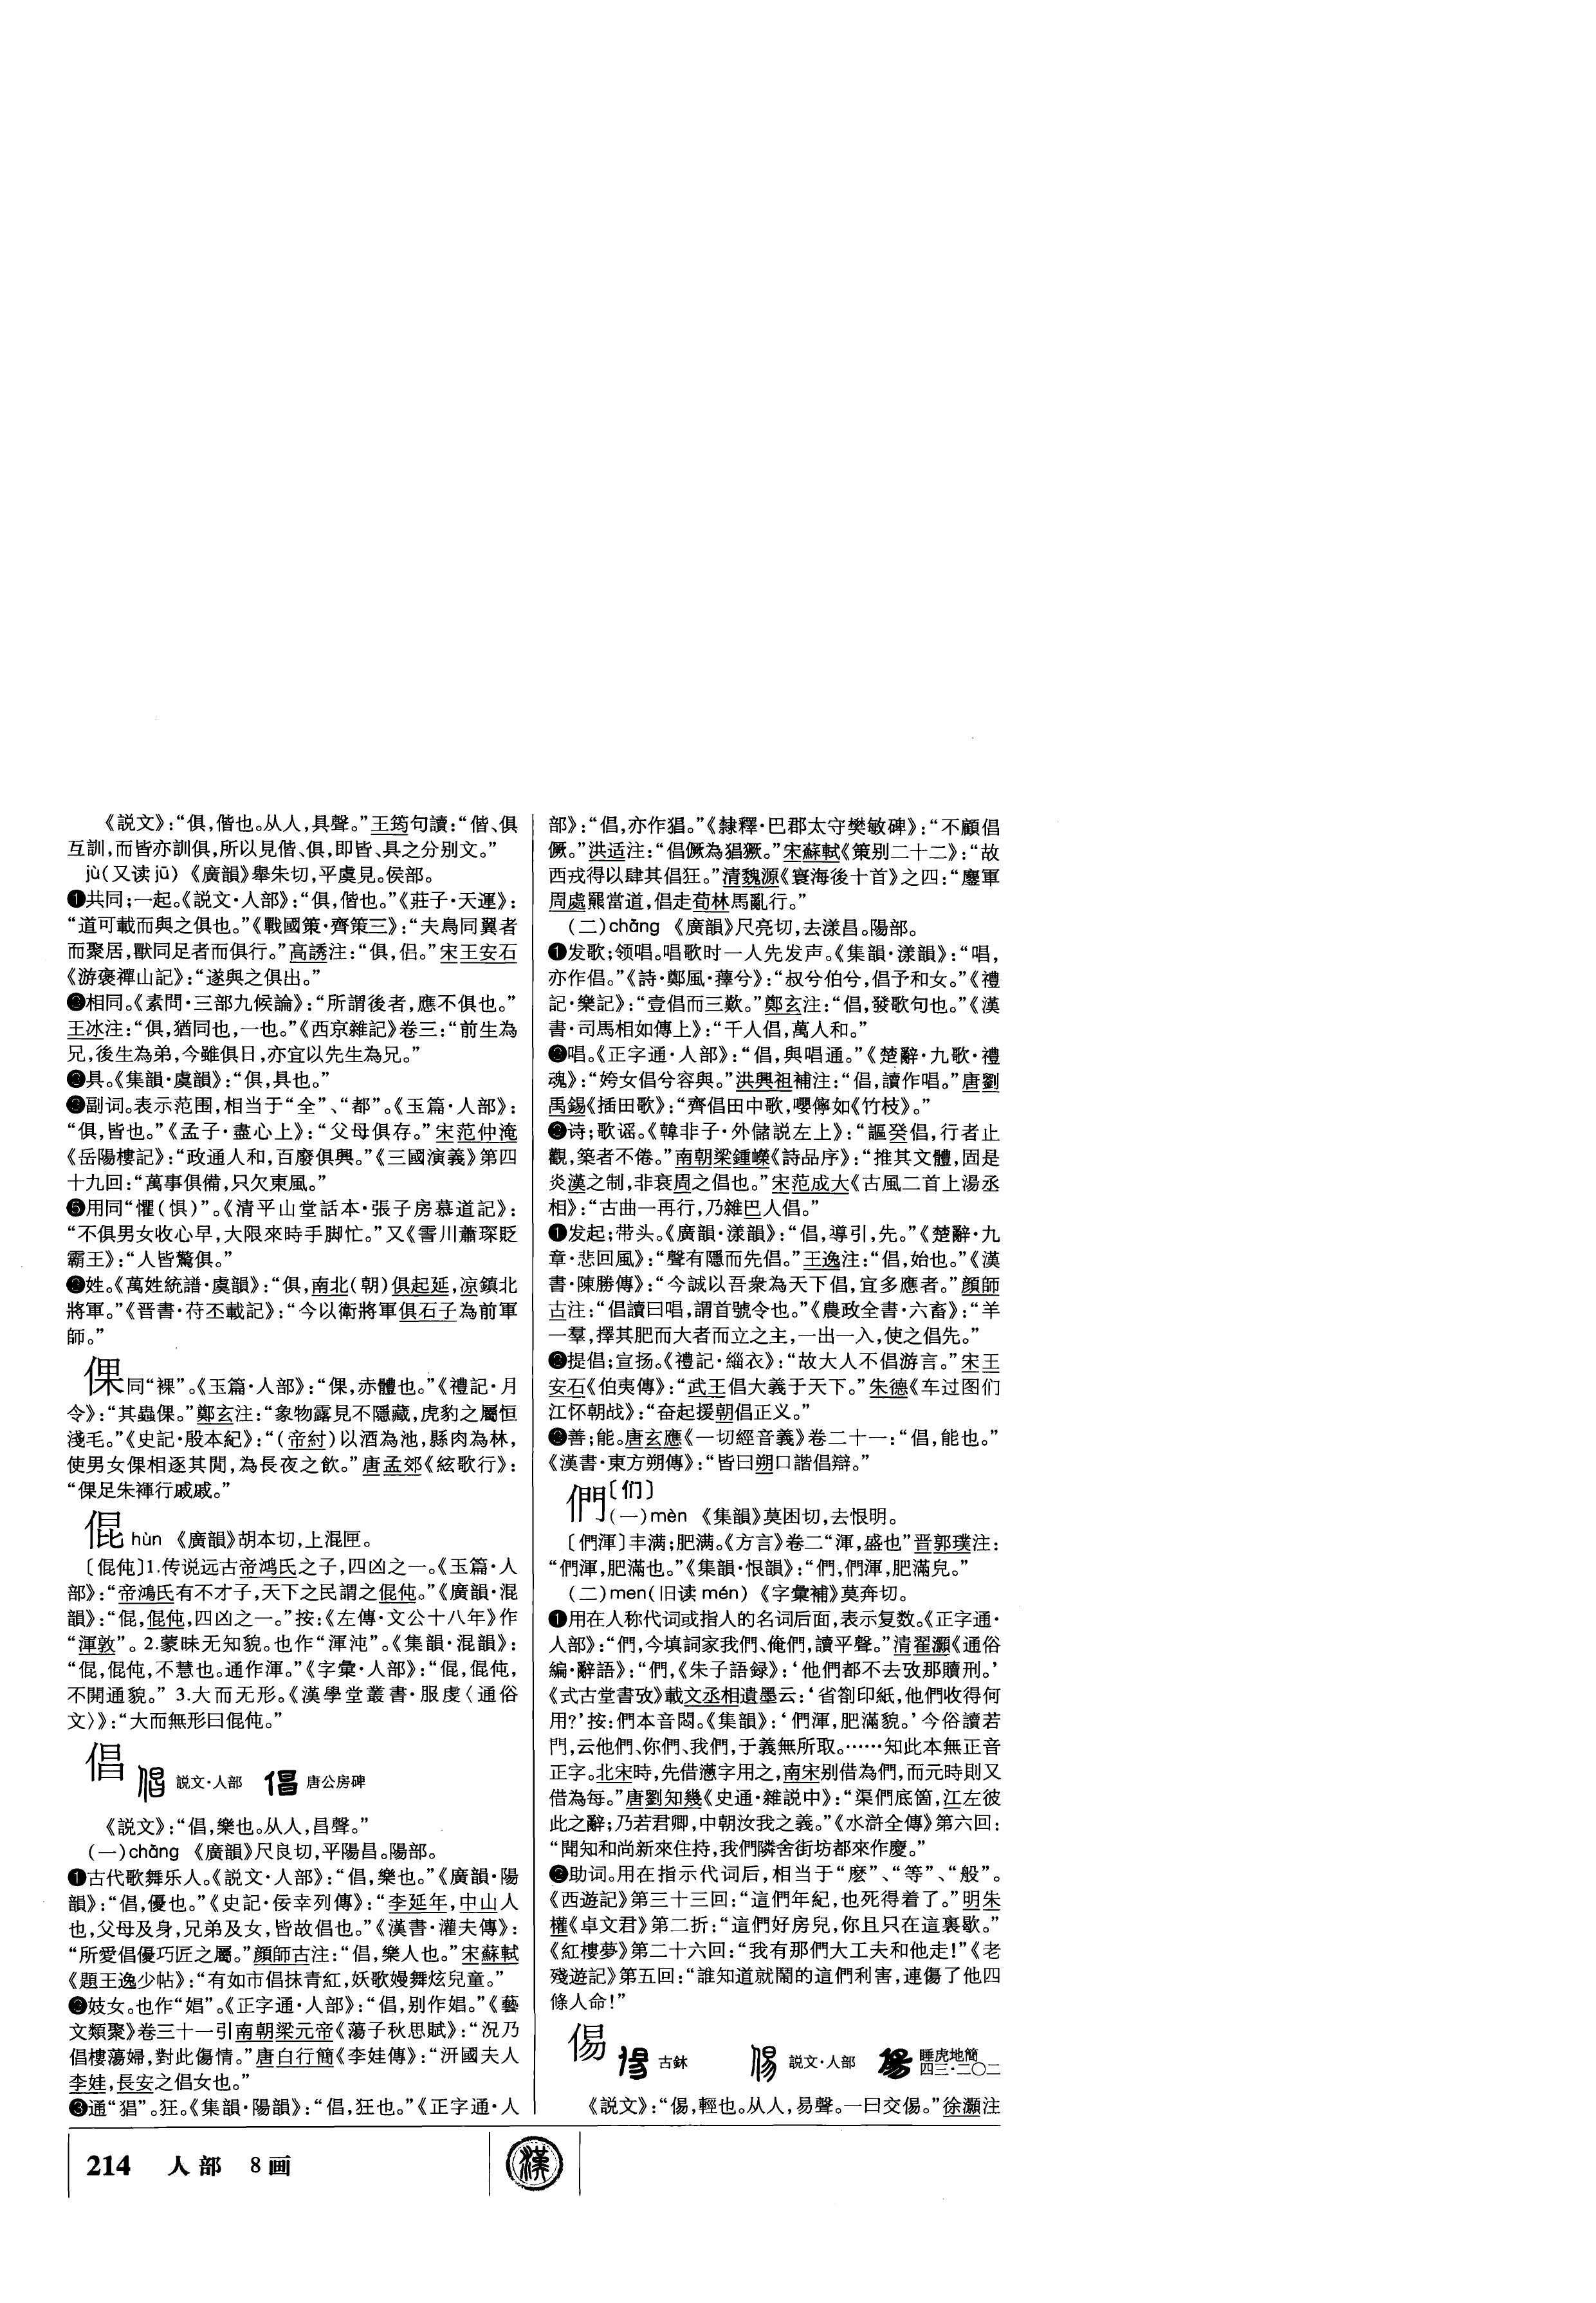 《説文》：“俱，偕也。从人，具聲。”王筠句讀：“偕、俱
互訓，而皆亦訓俱，所以見偕、俱，即皆、具之分别文。”
jù（又读jū）《廣韻》舉朱切，平虞見。侯部。
❶共同；一起。《説文·人部》：“俱，偕也。”《莊子·天運》：
“道可載而與之俱也。”《戰國策·齊策三》：“夫鳥同翼者
而聚居，獸同足者而俱行。”高誘注：“俱，侣。”宋王安石
《游褒禪山記》：“遂與之俱出。”
❷相同。《素問·三部九候論》：“所謂後者，應不俱也。”
王冰注：“俱，猶同也，一也。”《西京雜記》卷三：“前生為
兄，後生為弟，今雖俱日，亦宜以先生為兄。”
具。《集韻·虞韻》：“俱，具也。”
副词。表示范围，相当于“全”、“都”。《玉篇·人部》：
“俱，皆也。”《孟子·盡心上》：“父母俱存。”宋范仲淹
《岳陽樓記》：“政通人和，百廢俱興。”《三國演義》第四
十九回：“萬事俱備，只欠東風。”
❺用同“懼（惧）”。《清平山堂話本·張子房慕道記》：
“不俱男女收心早，大限來時手脚忙。”又《霅川蕭琛貶
霸王》：“人皆驚俱。”
姓。《萬姓統譜·虞韻》：“俱，南北（朝）俱起延，凉鎮北
將軍。”《晋書·苻丕載記》：“今以衛將軍俱石子為前軍
師。”
倮同“裸”。《玉篇·人部》：“倮，赤體也。”《禮記·月
令》：“其蟲倮。”鄭玄注：“象物露見不隱藏，虎豹之屬恒
淺毛。”《史記·殷本紀》：“（帝紂）以酒為池，縣肉為林，
使男女倮相逐其閒，為長夜之飲。”唐孟郊《絃歌行》：
“倮足朱褌行戚戚。”
倱 hùn 《廣韻》胡本切，上混匣。
〔倱伅〕1.传说远古帝鸿氏之子，四凶之一。《玉篇·人
部》：“帝鴻氏有不才子，天下之民謂之倱伅。”《廣韻·混
韻》：“倱，倱伅，四凶之一。”按：《左傳·文公十八年》作
“渾敦”。2.蒙昧无知貌。也作“渾沌”。《集韻·混韻》：
“倱，倱伅，不慧也。通作渾。”《字彙·人部》：“倱，倱伅，
不開通貌。” 3.大而无形。《漢學堂叢書·服虔〈通俗
文〉》：“大而無形曰倱伅。”
倡 説文·人部 唐公房碑
《説文》：“倡，樂也。从人，昌聲。”
（一）chāng 《廣韻》尺良切，平陽昌。陽部。
❶古代歌舞乐人。《説文·人部》：“倡，樂也。”《廣韻·陽
韻》：“倡，優也。”《史記·佞幸列傳》：“李延年，中山人
也，父母及身，兄弟及女，皆故倡也。”《漢書·灌夫傳》：
“所愛倡優巧匠之屬。”顔師古注：“倡，樂人也。”宋蘇軾
《題王逸少帖》：“有如市倡抹青紅，妖歌嫚舞炫兒童。”
❷妓女。也作“娼”。《正字通·人部》：“倡，别作娼。”《藝
文類聚》卷三十一引南朝梁元帝《蕩子秋思賦》：“況乃
倡樓蕩婦，對此傷情。”唐白行簡《李娃傳》：“汧國夫人
李娃，長安之倡女也。”
❸通“猖”。狂。《集韻·陽韻》：“倡，狂也。”《正字通·人
部》：“倡，亦作猖。”《隸釋·巴郡太守樊敏碑》：“不顧倡
僚。”洪适注：“倡僚為猖獗。”宋蘇軾《策别二十二》：“故
西戎得以肆其倡狂。”清魏源《寰海後十首》之四：“鏖軍
周處羆當道，倡走荀林馬亂行。”
（二）chàng 《廣韻》尺亮切，去漾昌。陽部。
❶发歌；领唱。唱歌时一人先发声。《集韻·漾韻》：“唱，
亦作倡。”《詩·鄭風·蘀兮》：“叔兮伯兮，倡予和女。”《禮
記·樂記》：“壹倡而三歎。”鄭玄注：“倡，發歌句也。”《漢
書·司馬相如傳上》：“千人倡，萬人和。”
❷唱。《正字通·人部》：“倡，與唱通。”《楚辭·九歌·禮
魂》：“姱女倡兮容與。”洪興祖補注：“倡，讀作唱。”唐劉
禹錫《插田歌》：“齊倡田中歌，嚶儜如《竹枝》。”
诗；歌谣。《韓非子·外儲説左上》：“謳癸倡，行者止
觀，築者不倦。”南朝梁鍾嶸《詩品序》：“推其文體，固是
炎漢之制，非衰周之倡也。”宋范成大《古風二首上湯丞
相》：“古曲一再行，乃雜巴人倡。”
发起；带头。《廣韻·漾韻》：“倡，導引，先。”《楚辭·九
章·悲回風》：“聲有隱而先倡。”王逸注：“倡，始也。”《漢
書·陳勝傳》：“今誠以吾衆為天下倡，宜多應者。”顔師
古注：“倡讀曰唱，謂首號令也。”《農政全書·六畜》：“羊
一羣，擇其肥而大者而立之主，一出一入，使之倡先。”
提倡；宣扬。《禮記·緇衣》：“故大人不倡游言。”宋王
安石《伯夷傳》：“武王倡大義于天下。”朱德《车过图们
江怀朝战》：“奋起援朝倡正义。”
善；能。唐玄應《一切經音義》卷二十一：“倡，能也。”
《漢書·東方朔傳》：“皆曰朔口諧倡辯。”
們〔们〕
（一）mèn 《集韻》莫困切，去恨明。
〔們渾〕丰满；肥满。《方言》卷二“渾，盛也”晋郭璞注：
“們渾，肥滿也。”《集韻·恨韻》：“們，們渾，肥滿皃。”
（二）men（旧读mén）《字彙補》莫奔切。
❶用在人称代词或指人的名词后面，表示复数。《正字通·
人部》：“們，今填詞家我們、俺們，讀平聲。”清翟灝《通俗
編·辭語》：“們，《朱子語録》：‘他們都不去攷那贖刑。’
《式古堂書攷》載文丞相遺墨云：‘省劄印紙，他們收得何
用？’按：們本音悶。《集韻》：‘們渾，肥滿貌。’今俗讀若
門，云他們、你們、我們，于義無所取。……知此本無正音
正字。北宋時，先借懣字用之，南宋别借為們，而元時則又
借為每。”唐劉知幾《史通·雜説中》：“渠們底箇，江左彼
此之辭；乃若君卿，中朝汝我之義。”《水滸全傳》第六回：
“聞知和尚新來住持，我們隣舍街坊都來作慶。”
❷助词。用在指示代词后，相当于“麽”、“等”、“般”。
《西遊記》第三十三回：“這們年紀，也死得着了。”明朱
權《卓文君》第二折：“這們好房兒，你且只在這裏歇。”
《紅樓夢》第二十六回：“我有那們大工夫和他走！”《老
殘遊記》第五回：“誰知道就鬧的這們利害，連傷了他四
條人命！”
傷 古鉥 説文·人部 睡虎地簡四三·二〇二
《説文》：“傷，輕也。从人，易聲。一曰交傷。”徐灝注
214 人部 8画
漢